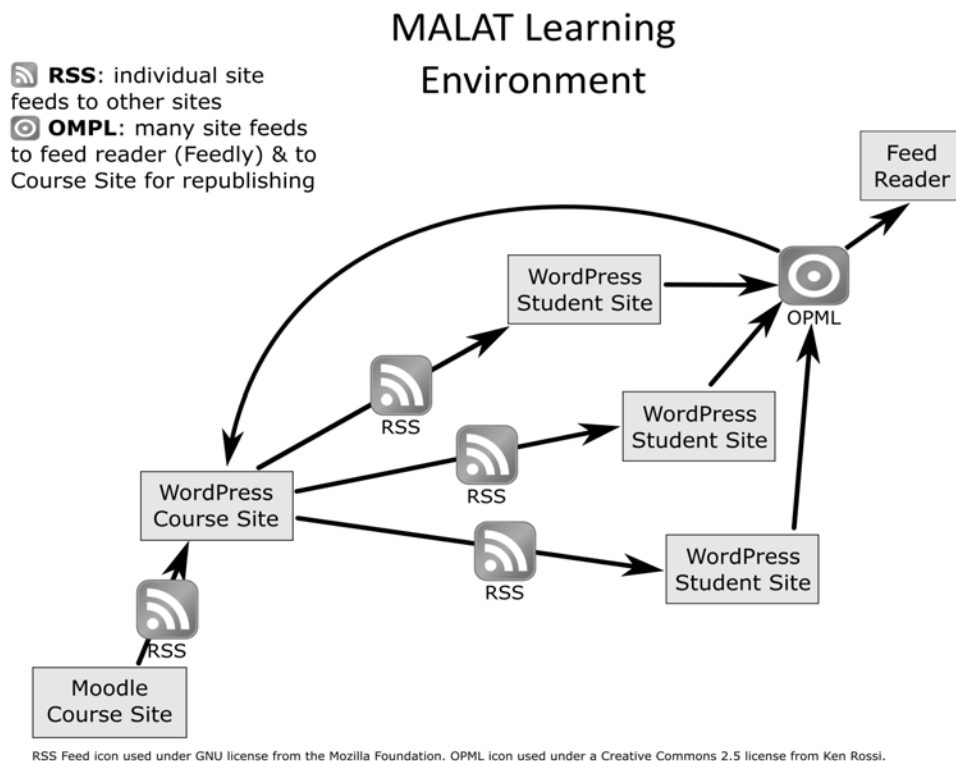 MALAT Learning
Environment
RSS: individual site
feeds to other sites
OMPL: many site feeds
to feed reader (Feedly) & to
Course Site for republishing
Feed
Reader
WordPress
Student Site
OPML
RSS
WordPress
Student Site
RSS
WordPress
Course Site
RSS
WordPress
Student Site
RSS
Moodle
Course Site
RSS Feed icon used under GNU license from the Mozilla Foundation. OPML icon used under a Creative Commons 2.5 license from Ken Rossi.